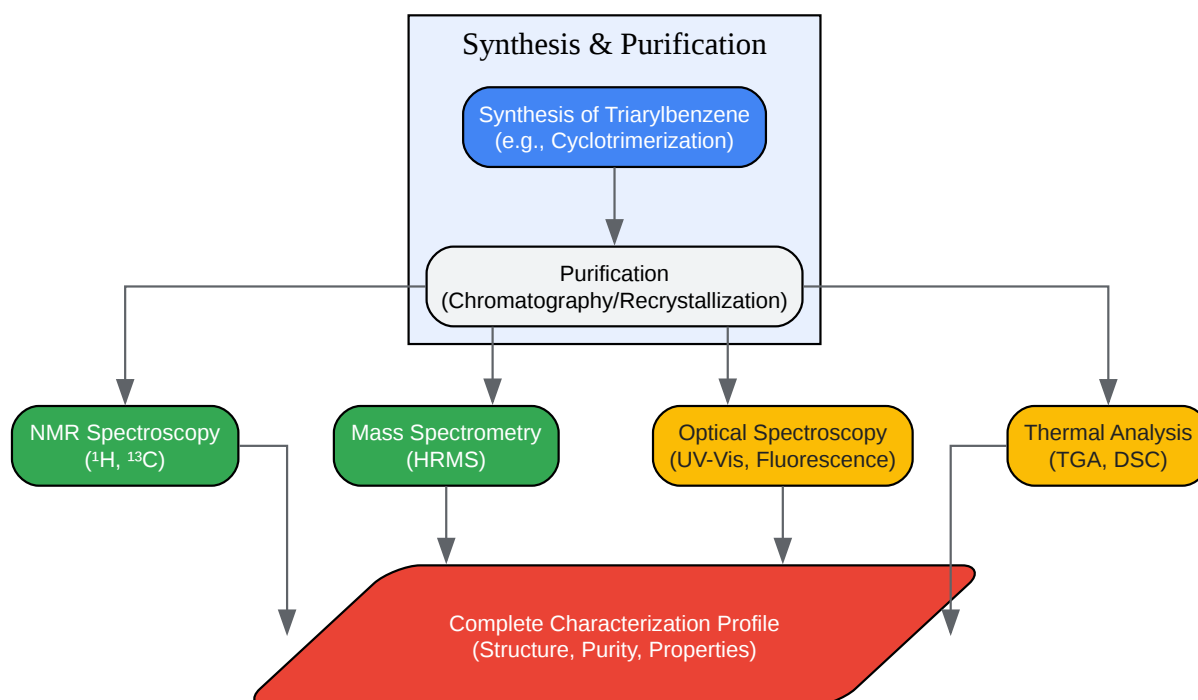 Synthesis & Purification
Synthesis of Triarylbenzene
(e.g., Cyclotrimerization)
Purification
(Chromatography/Recrystallization)
NMR Spectroscopy
(¹H, ¹³C)
Mass Spectrometry
(HRMS)
Optical Spectroscopy
(UV-Vis, Fluorescence)
Thermal Analysis
(TGA, DSC)
Complete Characterization Profile
(Structure, Purity, Properties)